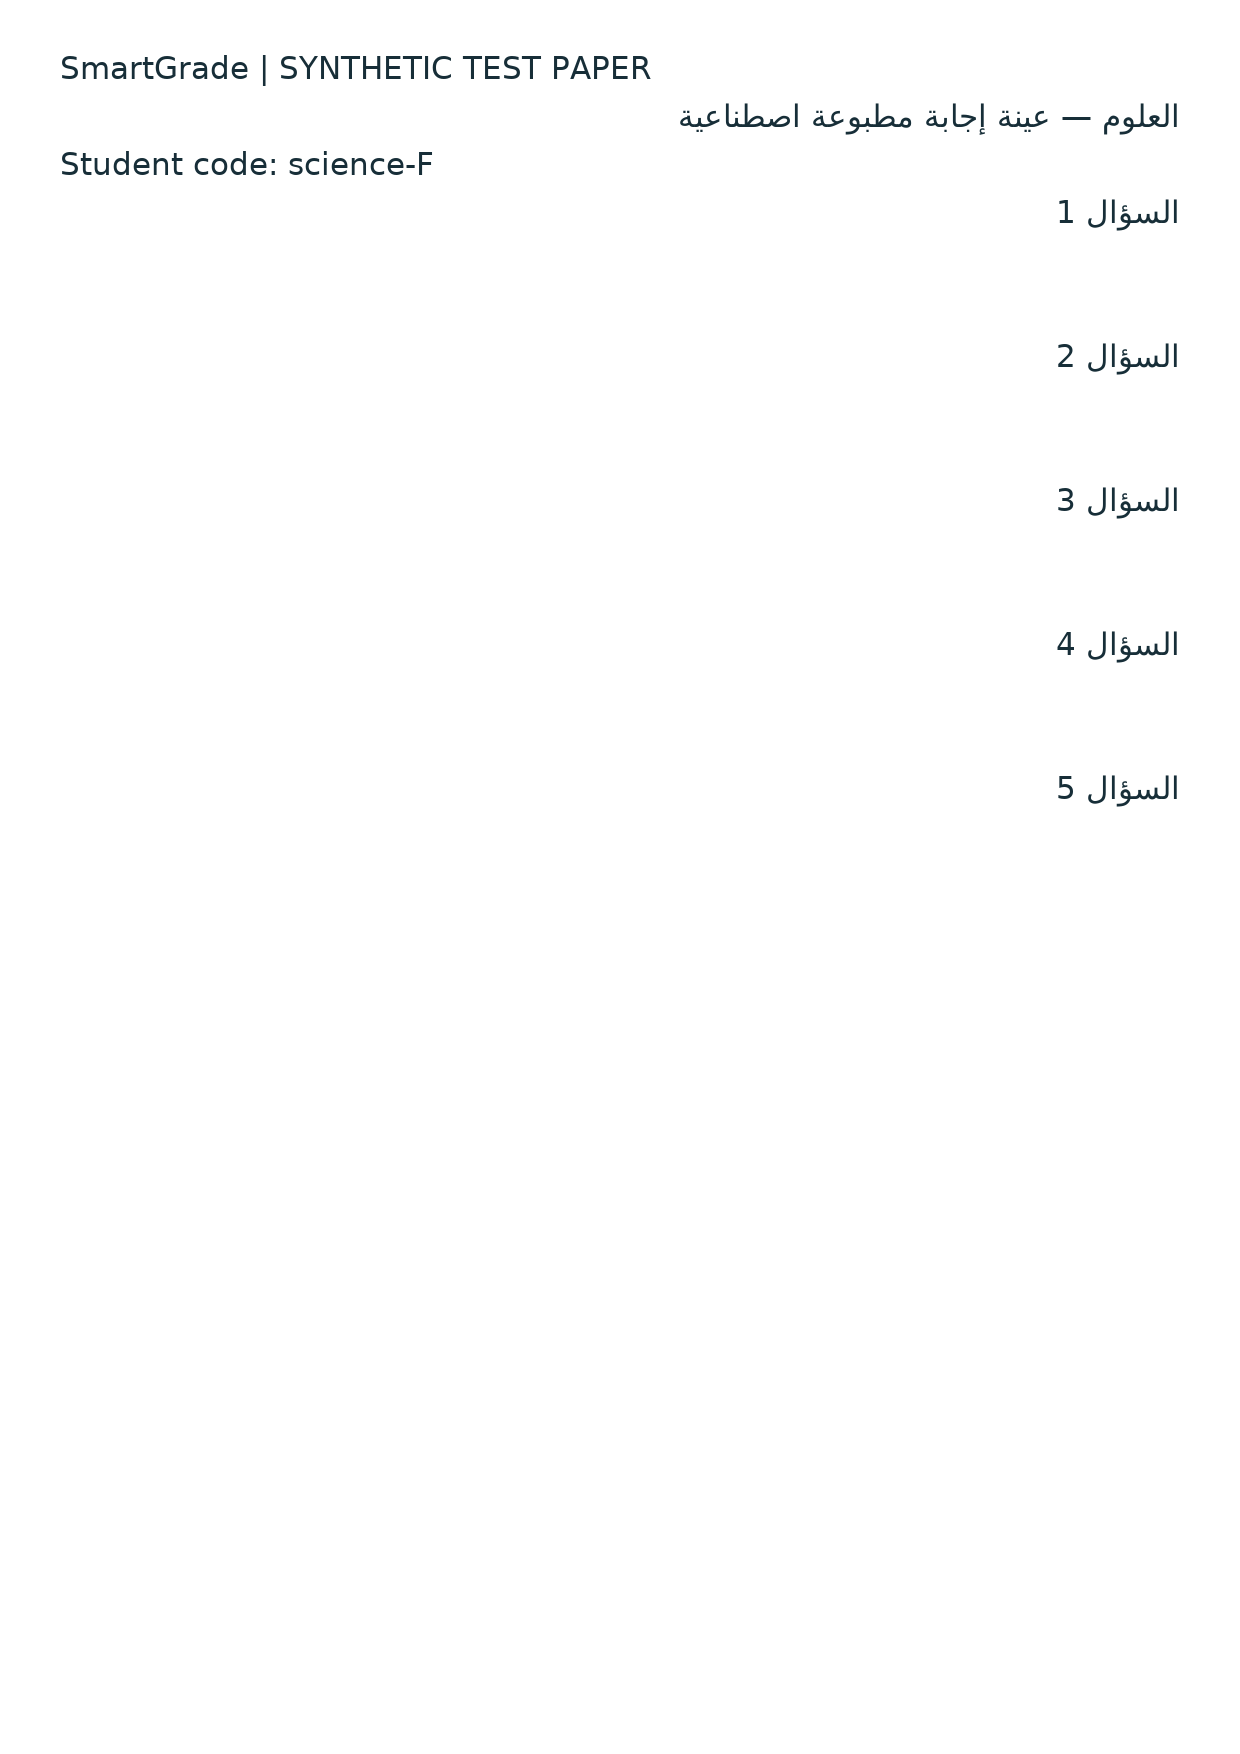 SmartGrade | SYNTHETIC TEST PAPER
العلوم — عينة إجابة مطبوعة اصطناعية
Student code: science-F
السؤال 1
السؤال 2
السؤال 3
السؤال 4
السؤال 5